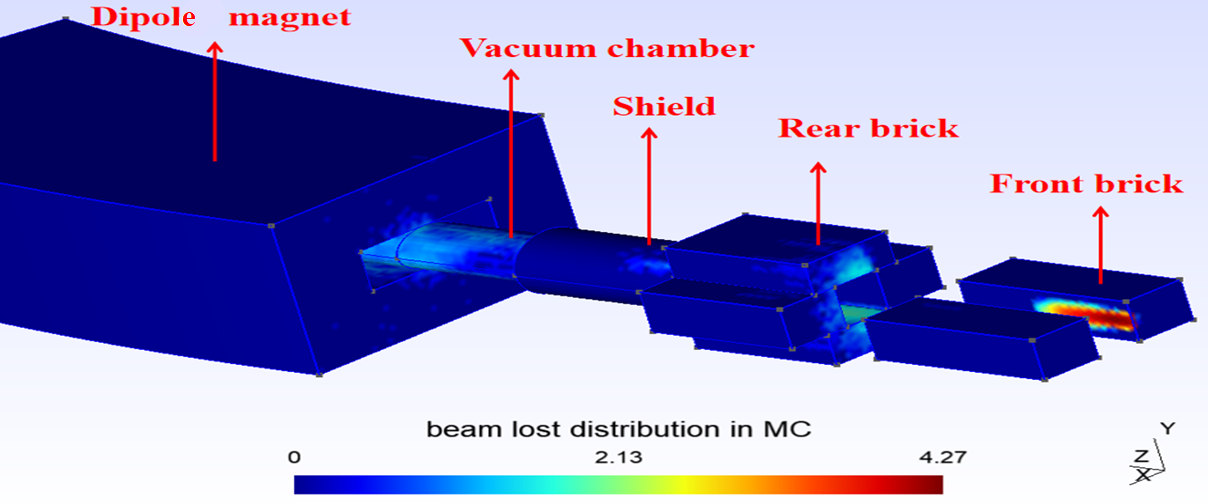 Dipole magnet
Vacuum chamber
Shield
Rear brick
Front brick
beam lost distribution in MC
0 2.13 4.27
Y
Z
X